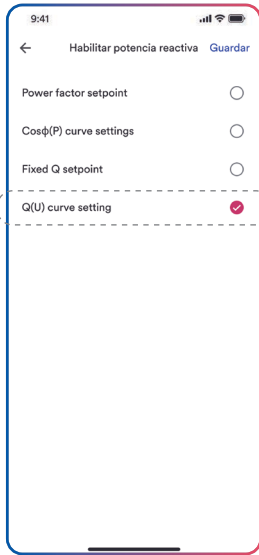 9:41
Habilitar potencia reactiva Guardar
Power factor setpoint
Cosϕ(P) curve settings
Fixed Q setpoint
Q(U) curve setting